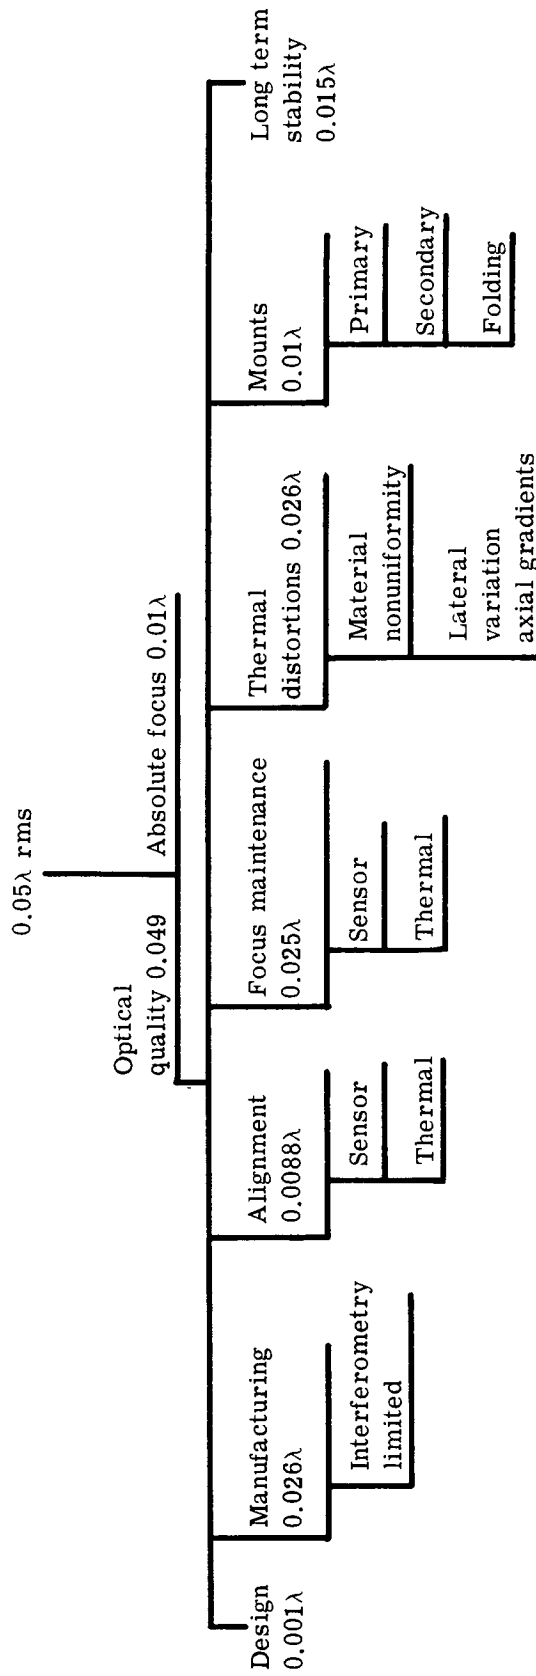 0.05λ rms
Optical
quality 0.049
Absolute focus 0.01λ
Design
0.001λ
Manufacturing
0.026λ
Interferometry
limited
Alignment
0.0088λ
Sensor
Thermal
Focus maintenance
0.025λ
Sensor
Thermal
Thermal
distortions 0.026λ
Material
nonuniformity
Lateral
variation
axial gradients
Mounts
0.01λ
Primary
Secondary
Folding
Long term
stability
0.015λ